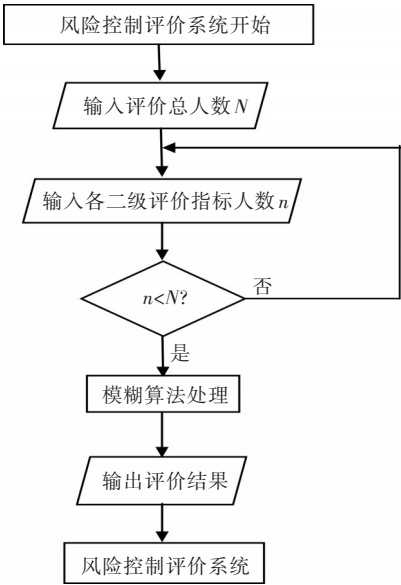 风险控制评价系统开始
输入评价总人数N
输入各二级评价指标人数n
n<N?
否
是
模糊算法处理
输出评价结果
风险控制评价系统